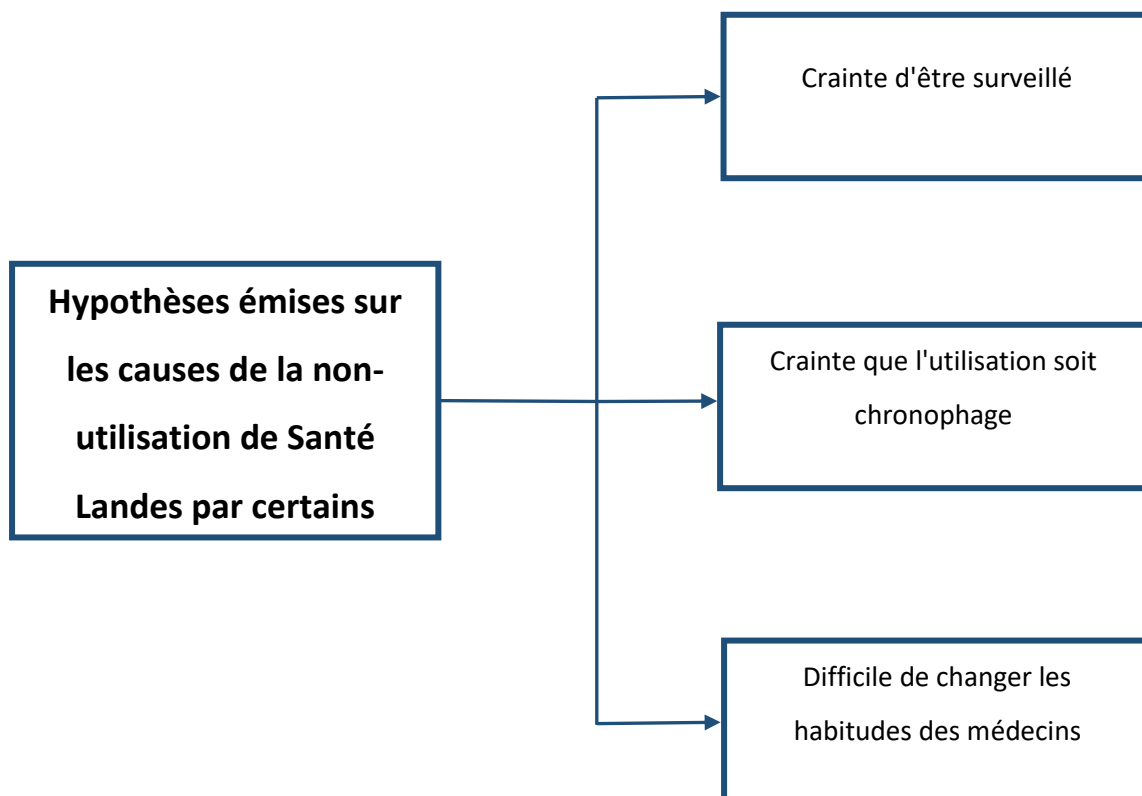 Hypothèses émises sur
les causes de la non-
utilisation de Santé
Landes par certains
Crainte d'être surveillé
Crainte que l'utilisation soit
chronophage
Difficile de changer les
habitudes des médecins